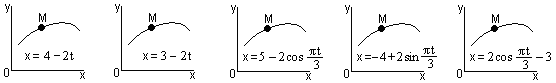 y M x = 4 – 2t 0 x
y M x = 3 – 2t 0 x
y M x = 5 – 2cos πt/3 0 x
y M x = –4 + 2sin πt/3 0 x
y M x = 2cos πt/3 – 3 0 x